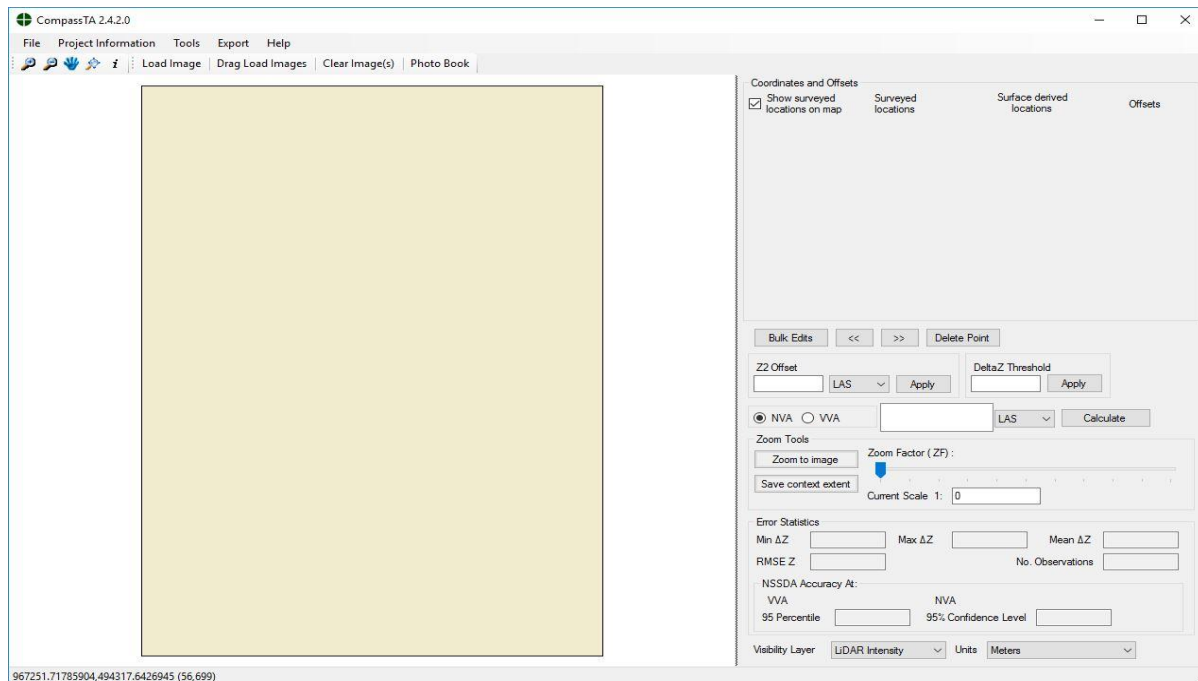 CompassTA 2.4.2.0
File Project Information Tools Export Help
i Load Image Drag Load Images Clear Image(s) Photo Book
Coordinates and Offsets
Show surveyed locations on map
Surveyed locations
Surface derived locations
Offsets
Bulk Edits << >> Delete Point
Z2 Offset
LAS Apply
DeltaZ Threshold
Apply
NVA VVA LAS Calculate
Zoom Tools
Zoom to image
Zoom Factor ( ZF) :
Save context extent
Current Scale 1: 0
Error Statistics
Min ΔZ Max ΔZ Mean ΔZ
RMSE Z No. Observations
NSSDA Accuracy At:
VVA NVA
95 Percentile 95% Confidence Level
Visibility Layer LiDAR Intensity Units Meters
967251.71785904,494317.6426945 (56,699)